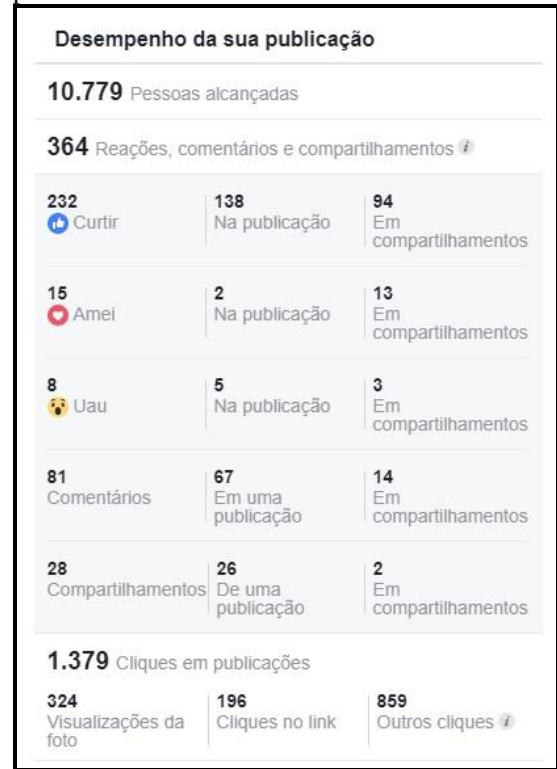 Desempenho da sua publicação
10.779 Pessoas alcançadas
364 Reações, comentários e compartilhamentos i
232 138 94
Curtir Na publicação Em
compartilhamentos
15 2 13
Amei Na publicação Em
compartilhamentos
8 5 3
Uau Na publicação Em
compartilhamentos
81 67 14
Comentários Em uma Em
publicação compartilhamentos
28 26 2
Compartilhamentos De uma Em
publicação compartilhamentos
1.379 Cliques em publicações
324 196 859
Visualizações da Cliques no link Outros cliques i
foto